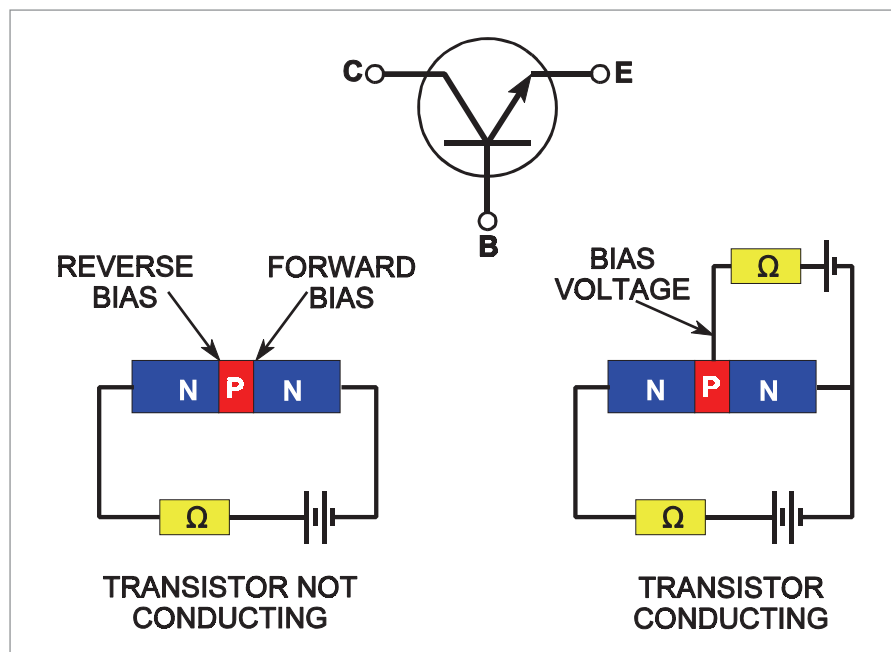 C
E
B
REVERSE
BIAS
FORWARD
BIAS
N P N
Ω
TRANSISTOR NOT
CONDUCTING
BIAS
VOLTAGE
Ω
N P N
Ω
TRANSISTOR
CONDUCTING